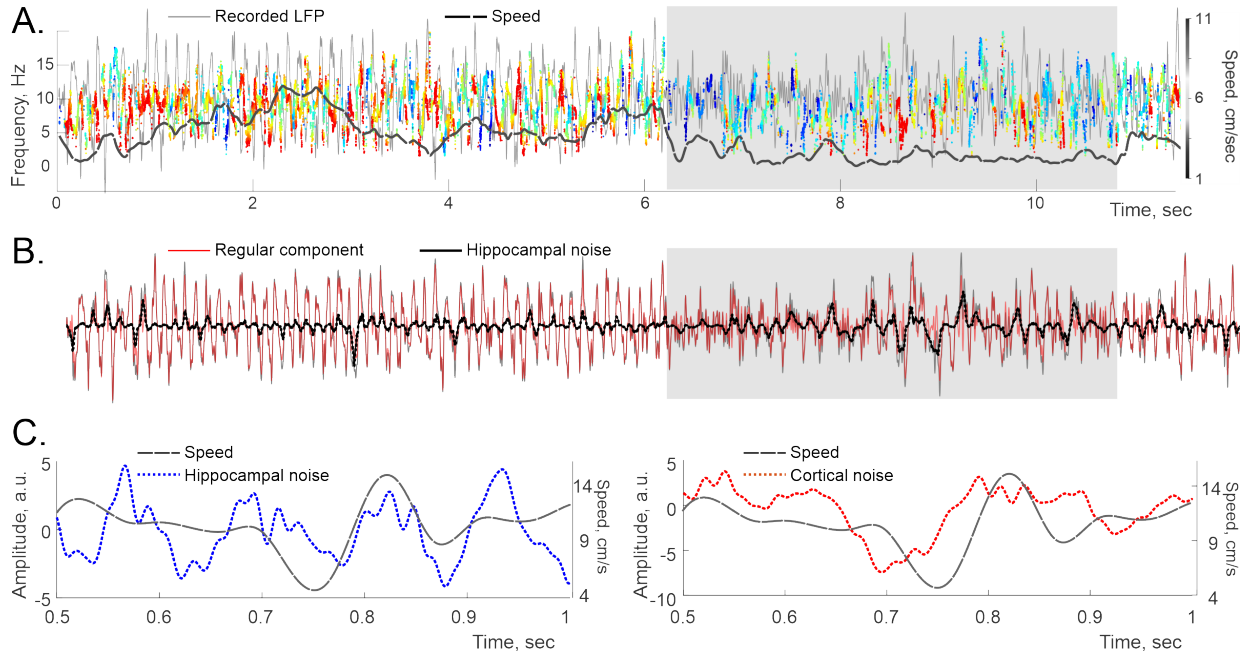 A.
Recorded LFP Speed
Frequency, Hz
15
10
5
0
0 2 4 6 8 10
Time, sec
11
6
1
Speed, cm/sec
B.
Regular component Hippocampal noise
C.
Speed
Hippocampal noise
Amplitude, a.u.
5
0
-5
14
9
4
Speed, cm/s
0.5 0.6 0.7 0.8 0.9 1
Time, sec
Speed
Cortical noise
Amplitude, a.u.
5
0
-5
-10
14
9
4
Speed, cm/s
0.5 0.6 0.7 0.8 0.9 1
Time, sec